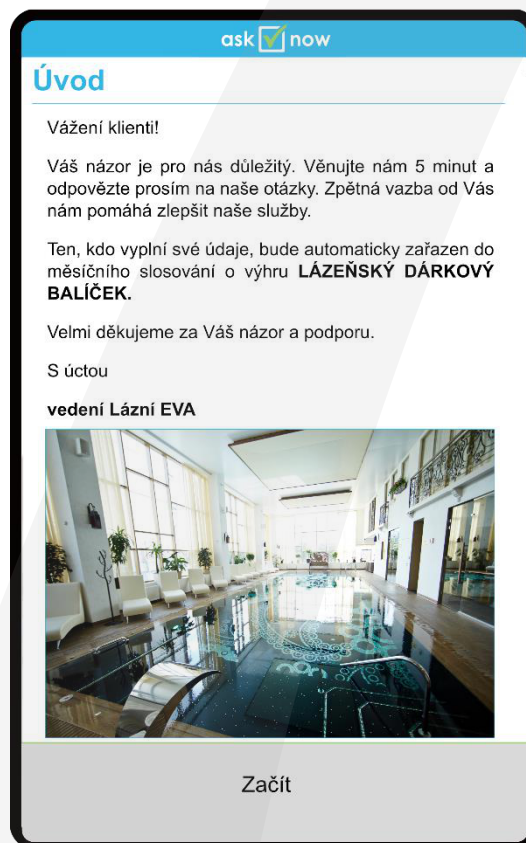 ask now
Úvod
Vážení klienti!
Váš názor je pro nás důležitý. Věnujte nám 5 minut a
odpovězte prosím na naše otázky. Zpětná vazba od Vás
nám pomáhá zlepšit naše služby.
Ten, kdo vyplní své údaje, bude automaticky zařazen do
měsíčního slosování o výhru LÁZEŇSKÝ DÁRKOVÝ
BALÍČEK.
Velmi děkujeme za Váš názor a podporu.
S úctou
vedení Lázní EVA
Začít